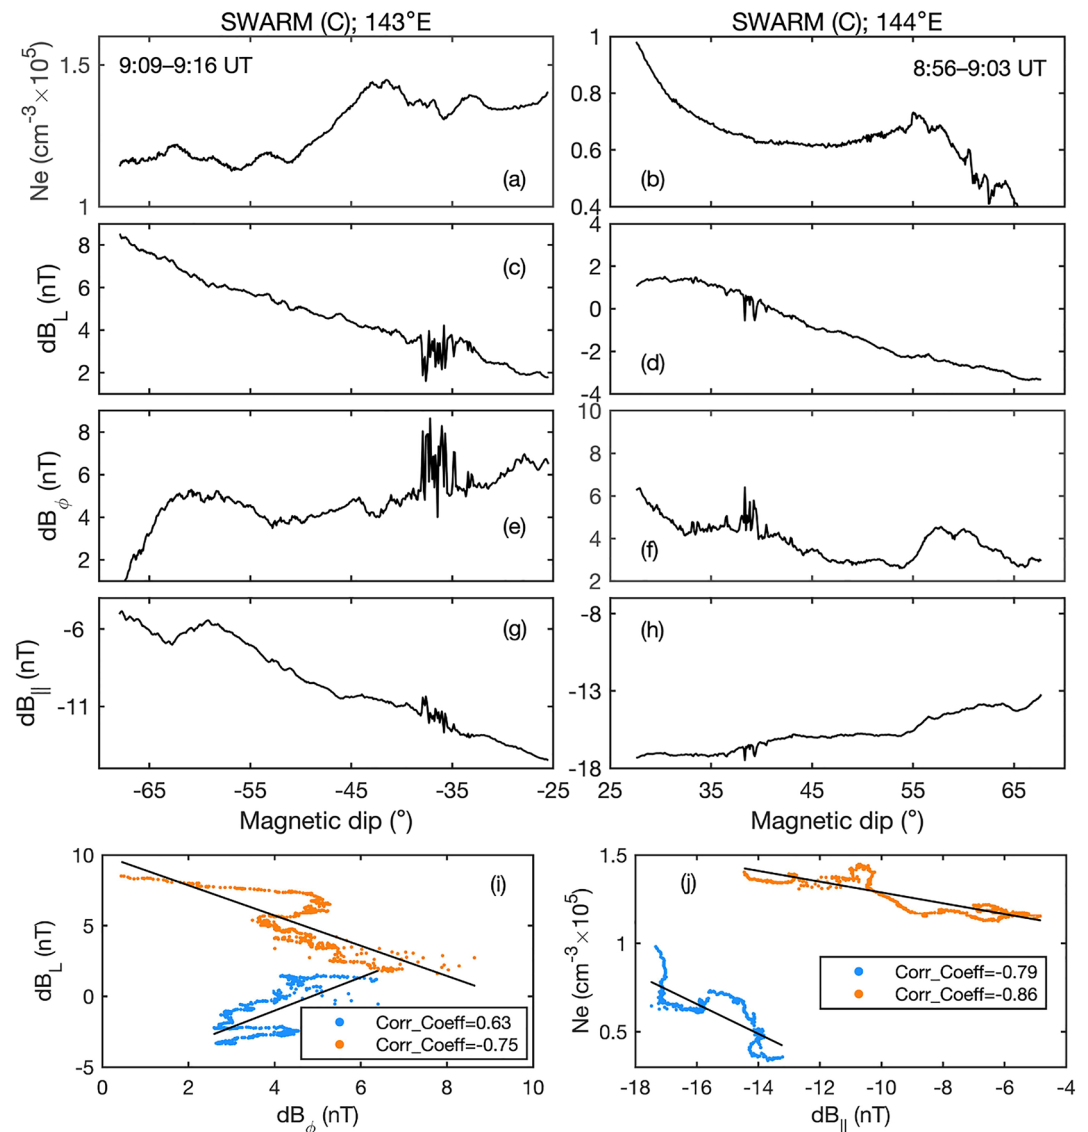 SWARM (C); 143°E
SWARM (C); 144°E
9:09–9:16 UT
8:56–9:03 UT
Ne (cm⁻³×10⁵)
1.5
1
(a)
1
0.8
0.6
0.4
(b)
dB_L (nT)
8
6
4
2
(c)
4
2
0
-2
-4
(d)
dB_ϕ (nT)
8
6
4
2
(e)
10
8
6
4
2
(f)
dB_|| (nT)
-6
-11
(g)
-8
-13
-18
(h)
-65 -55 -45 -35 -25
25 35 45 55 65
Magnetic dip (°)
Magnetic dip (°)
dB_L (nT)
10
5
0
-5
(i)
Corr_Coeff=0.63
Corr_Coeff=-0.75
0 2 4 6 8 10
dB_ϕ (nT)
Ne (cm⁻³×10⁵)
1.5
1
0.5
(j)
Corr_Coeff=-0.79
Corr_Coeff=-0.86
-18 -16 -14 -12 -10 -8 -6 -4
dB_|| (nT)